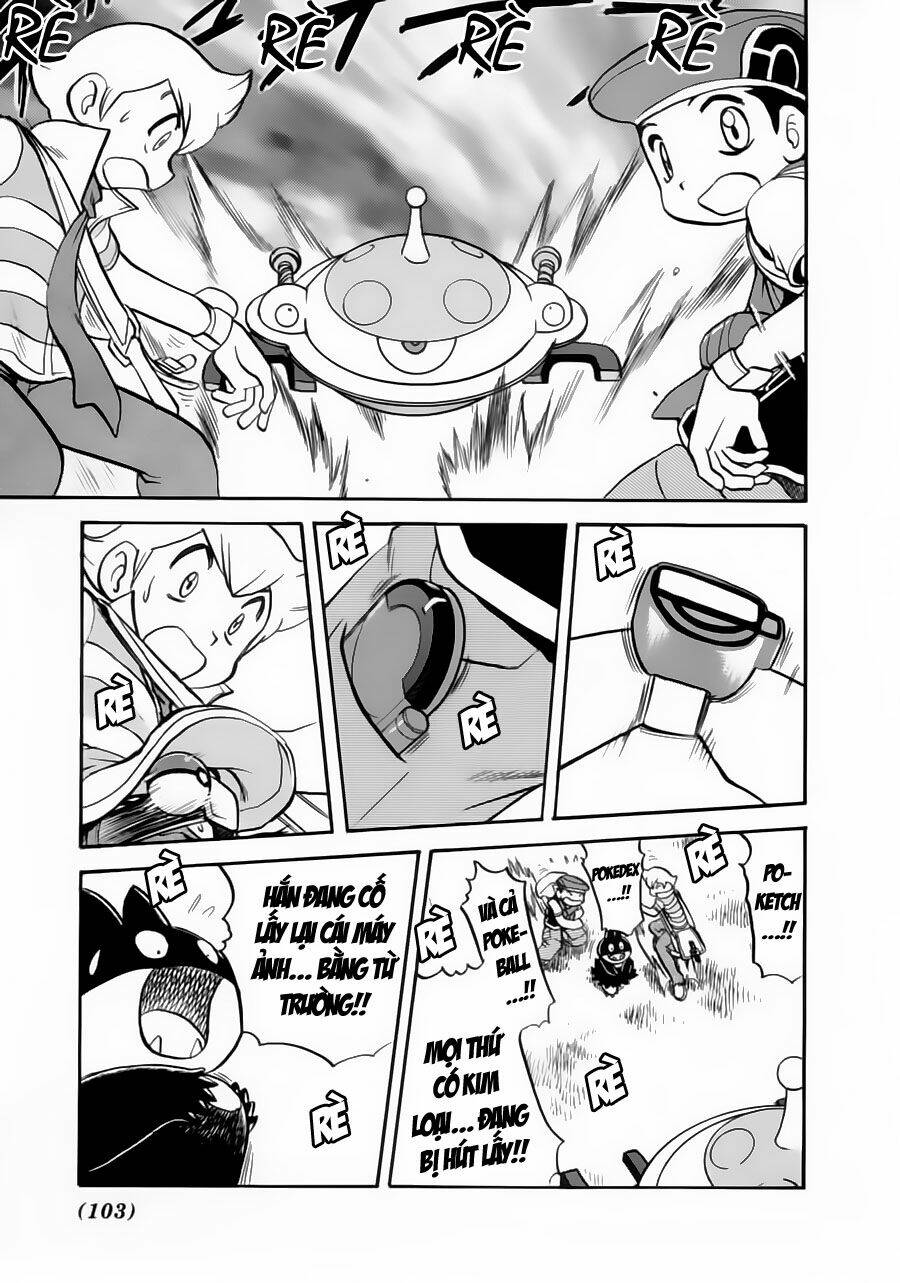 RÈ
RÈ
RÈ
RÈ
RÈ
RÈ
RÈ
RÈ
RÈ
PO-
KETCH
....!!
POKEDEX
...!!
VÀ CẢ
POKE-
BALL
....!!
RÈ
MỌI THỨ
CÓ KIM
LOẠI... ĐANG
BỊ HÚT LẤY!!
RÈ
RÈ
HẮN ĐANG CỐ
LẤY LẠI CÁI MÁY
ẢNH... BẰNG TỪ
TRƯỜNG!!
RÈ
RÈ
(103)